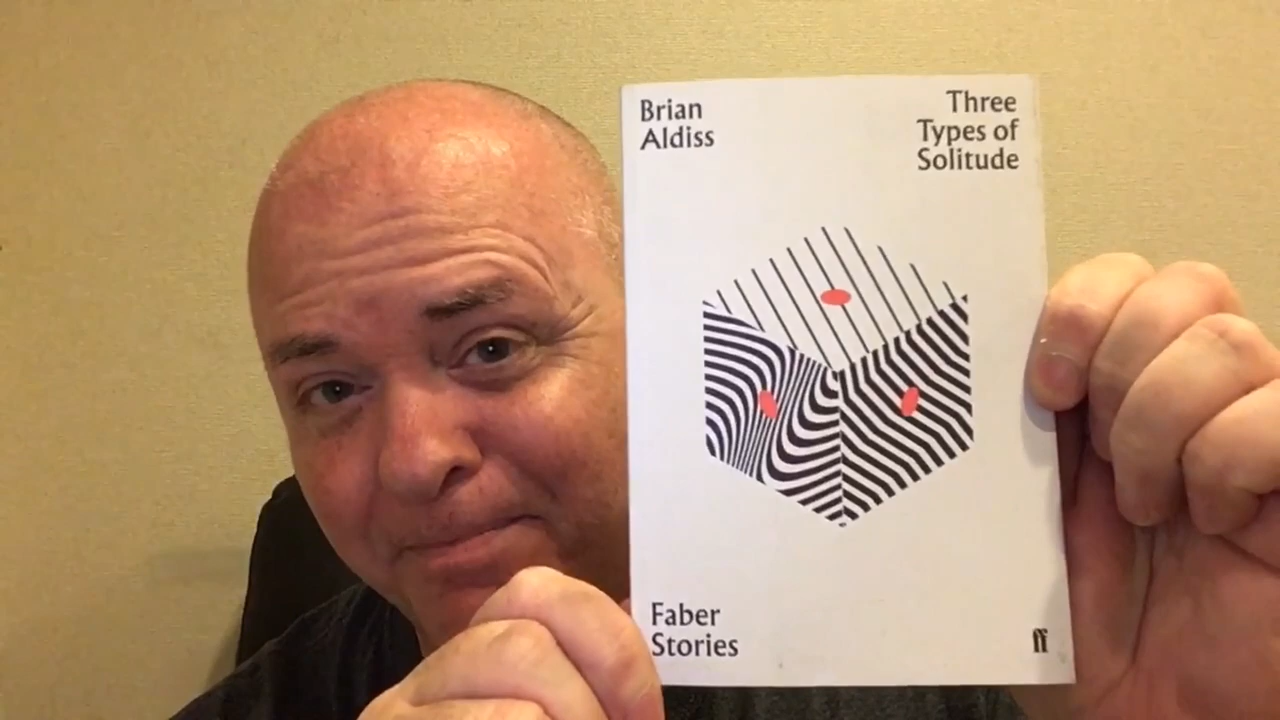 Brian
Aldiss
Three
Types of
Solitude
Faber
Stories
ff